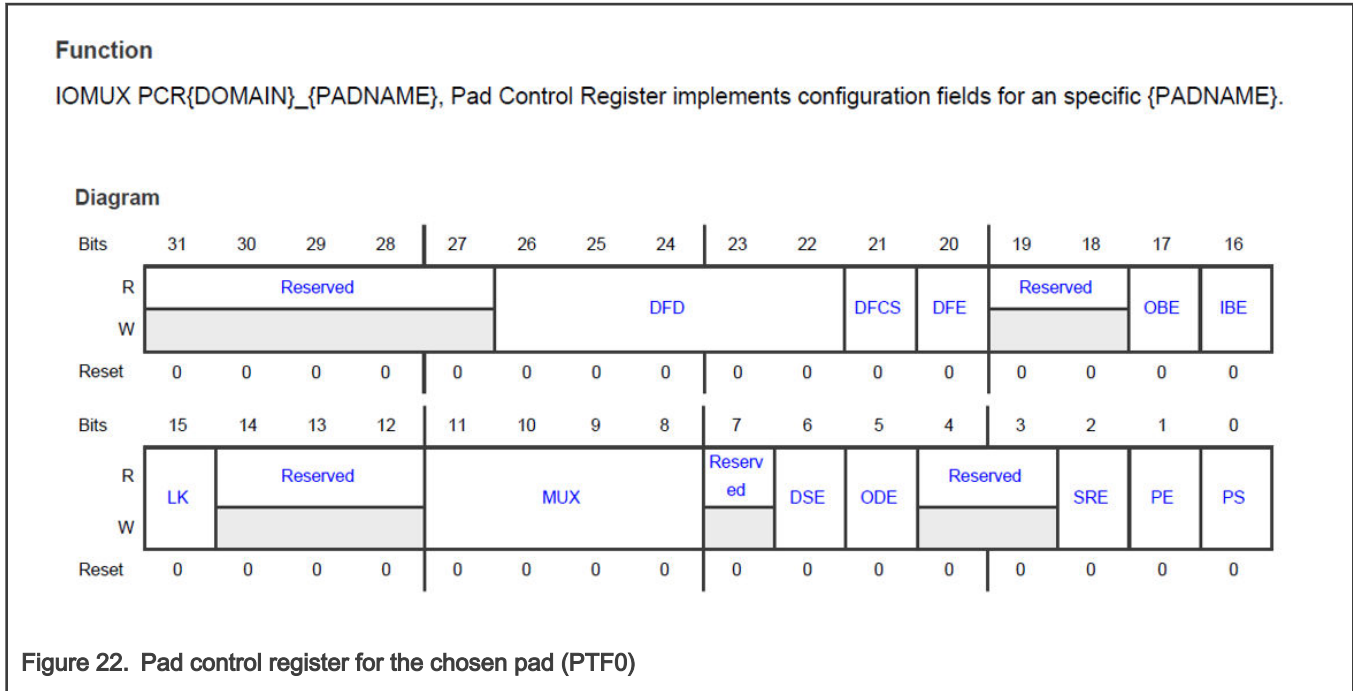 Function
IOMUX PCR{DOMAIN}_{PADNAME}, Pad Control Register implements configuration fields for an specific {PADNAME}.
Diagram
Bits 31 30 29 28 27 26 25 24 23 22 21 20 19 18 17 16
R Reserved DFD DFCS DFE Reserved OBE IBE
W
Reset 0 0 0 0 0 0 0 0 0 0 0 0 0 0 0 0
Bits 15 14 13 12 11 10 9 8 7 6 5 4 3 2 1 0
R LK Reserved MUX Reserv
ed DSE ODE Reserved SRE PE PS
W
Reset 0 0 0 0 0 0 0 0 0 0 0 0 0 0 0 0
Figure 22. Pad control register for the chosen pad (PTF0)